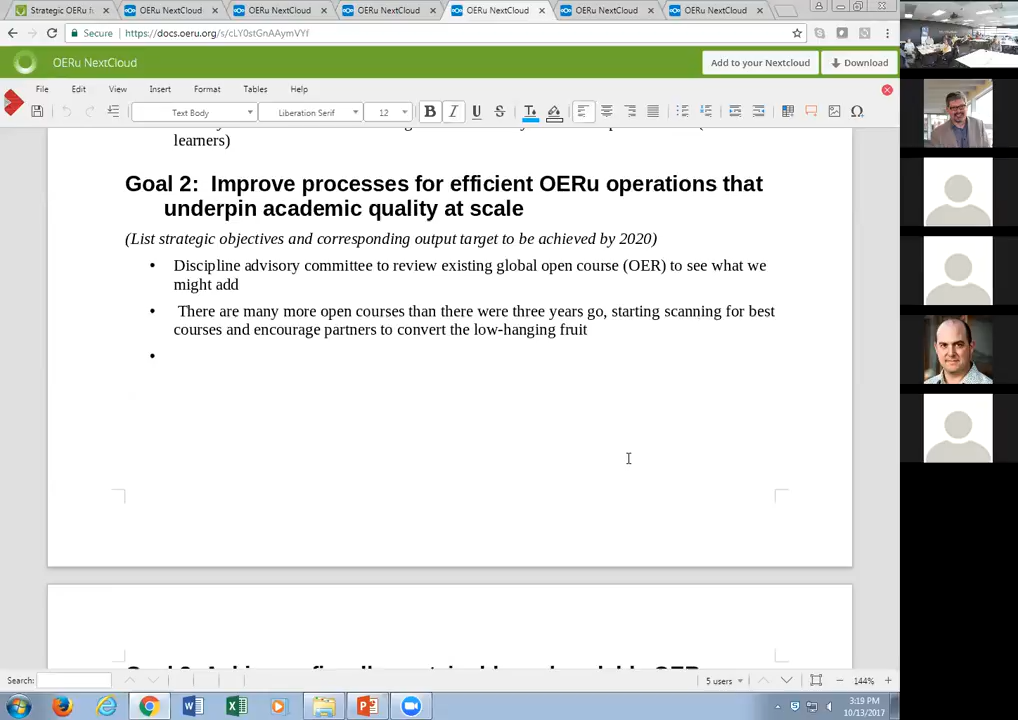 Strategic OERu fu
OERu NextCloud
OERu NextCloud
OERu NextCloud
OERu NextCloud
OERu NextCloud
OERu NextCloud
Secure
https://docs.oeru.org/s/cLY0stGnAAymVYf
OERu NextCloud
Add to your Nextcloud
Download
File Edit View Insert Format Tables Help
Text Body
Liberation Serif
12
learners)
Goal 2: Improve processes for efficient OERu operations that
underpin academic quality at scale
(List strategic objectives and corresponding output target to be achieved by 2020)
• Discipline advisory committee to review existing global open course (OER) to see what we
might add
• There are many more open courses than there were three years go, starting scanning for best
courses and encourage partners to convert the low-hanging fruit
•
Search:
5 users
144%
3:19 PM
10/13/2017